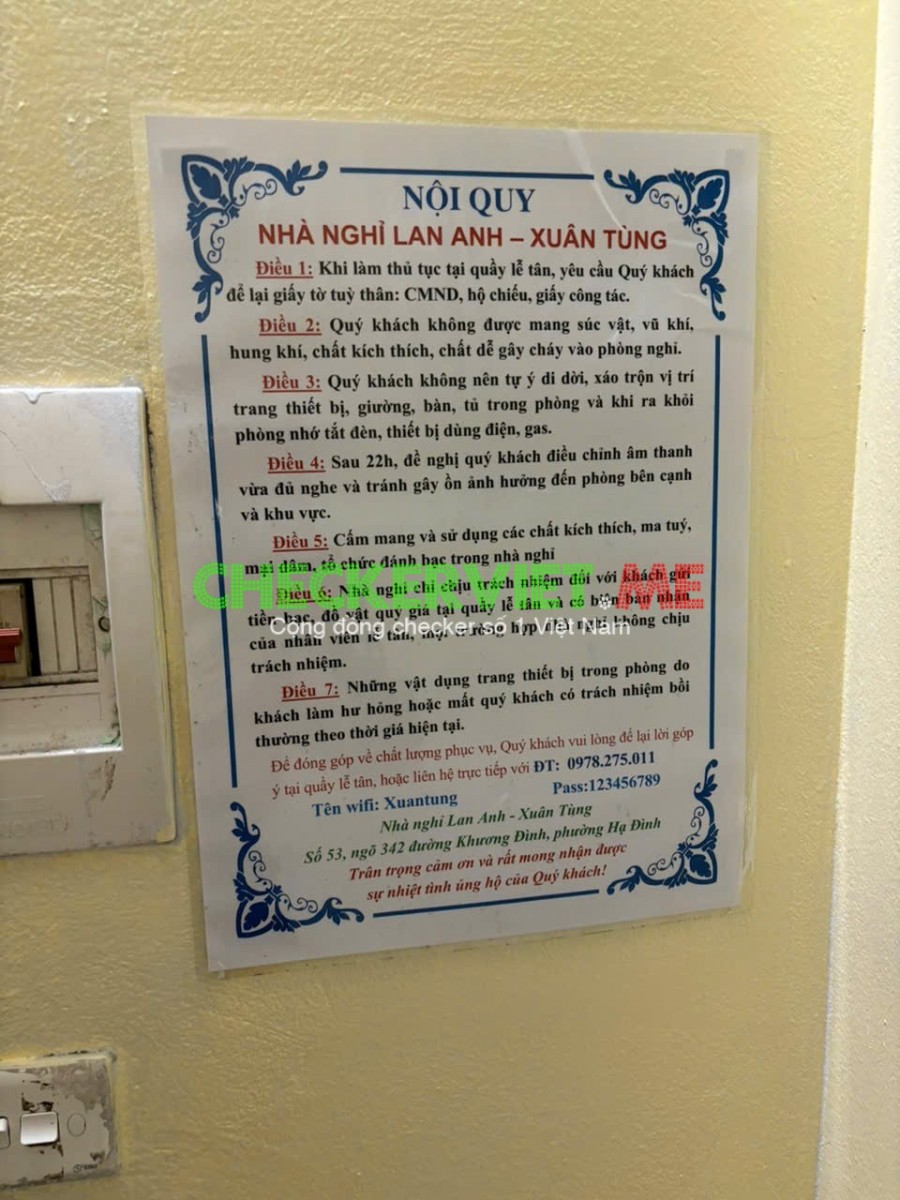 NỘI QUY
NHÀ NGHỈ LAN ANH – XUÂN TÙNG
Điều 1: Khi làm thủ tục tại quầy lễ tân, yêu cầu Quý khách
để lại giấy tờ tuỳ thân: CMND, hộ chiếu, giấy công tác.
Điều 2: Quý khách không được mang súc vật, vũ khí,
hung khí, chất kích thích, chất dễ gây cháy vào phòng nghỉ.
Điều 3: Quý khách không nên tự ý di dời, xáo trộn vị trí
trang thiết bị, giường, bàn, tủ trong phòng và khi ra khỏi
phòng nhớ tắt đèn, thiết bị dùng điện, gas.
Điều 4: Sau 22h, đề nghị quý khách điều chỉnh âm thanh
vừa đủ nghe và tránh gây ồn ảnh hưởng đến phòng bên cạnh
và khu vực.
Điều 5: Cấm mang và sử dụng các chất kích thích, ma tuý,
mại dâm, tổ chức đánh bạc trong nhà nghỉ
CHECKERVIET.ME
Điều 6: Nhà nghỉ chỉ chịu trách nhiệm đối với khách gửi
tiền bạc, đồ vật quý giá tại quầy lễ tân và có biên bản nhận
Cộng đồng checker số 1 Việt Nam
của nhân viên lễ tân, mọi trường hợp nhà nghỉ không chịu
trách nhiệm.
Điều 7: Những vật dụng trang thiết bị trong phòng do
khách làm hư hỏng hoặc mất quý khách có trách nhiệm bồi
thường theo thời giá hiện tại.
Để đóng góp về chất lượng phục vụ, Quý khách vui lòng để lại lời góp
ý tại quầy lễ tân, hoặc liên hệ trực tiếp với ĐT: 0978.275.011
Tên wifi: Xuantung Pass:123456789
Nhà nghỉ Lan Anh - Xuân Tùng
Số 53, ngõ 342 đường Khương Đình, phường Hạ Đình
Trân trọng cảm ơn và rất mong nhận được
sự nhiệt tình ủng hộ của Quý khách!